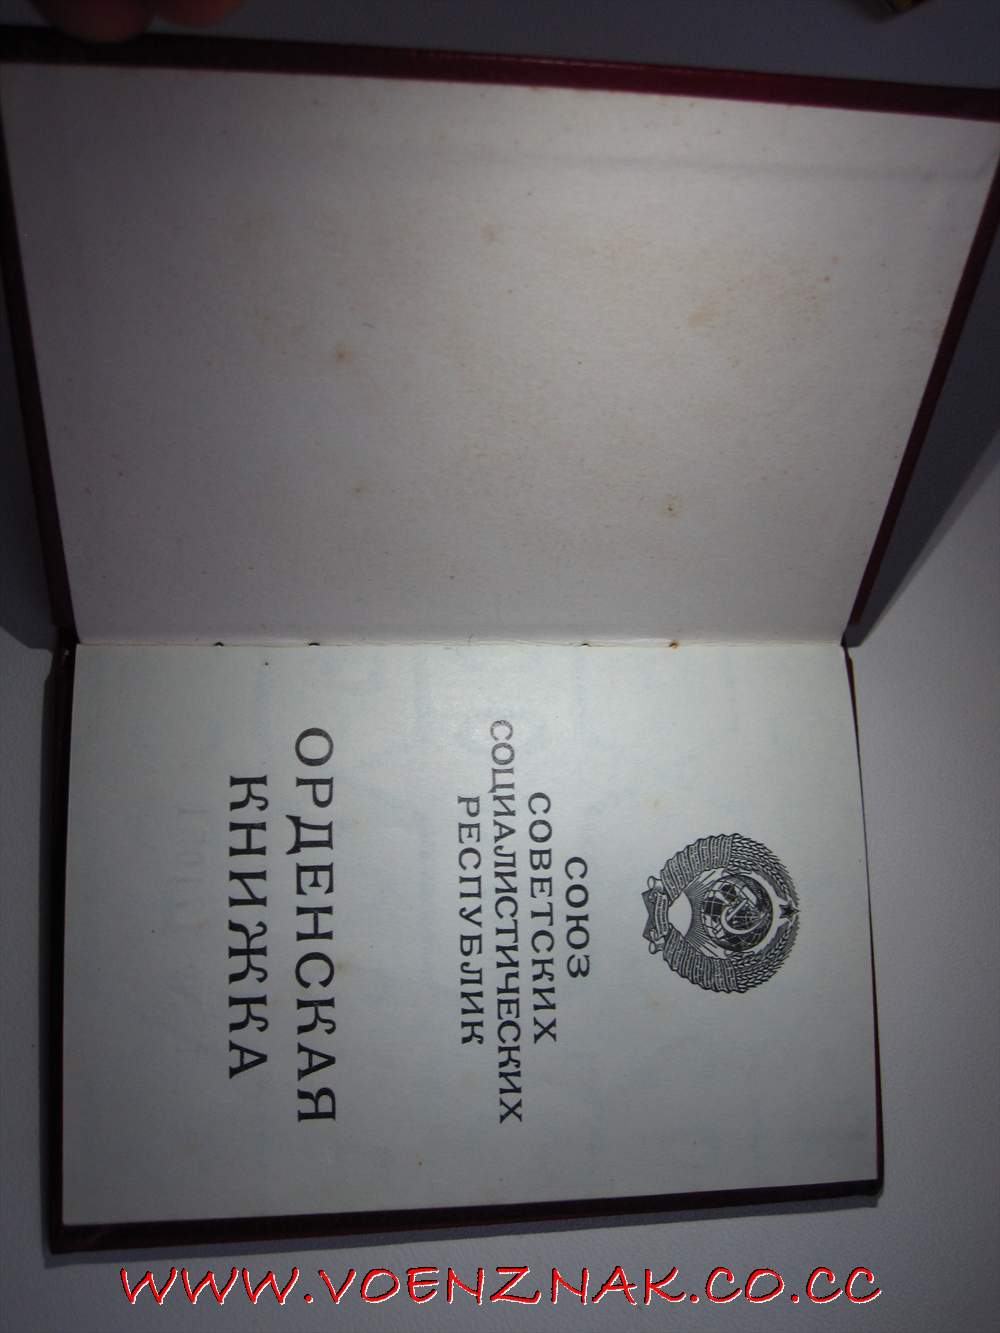 СОЮЗ
СОВЕТСКИХ
СОЦИАЛИСТИЧЕСКИХ
РЕСПУБЛИК
ОРДЕНСКАЯ
КНИЖКА
WWW.VOENZNAK.CO.CC